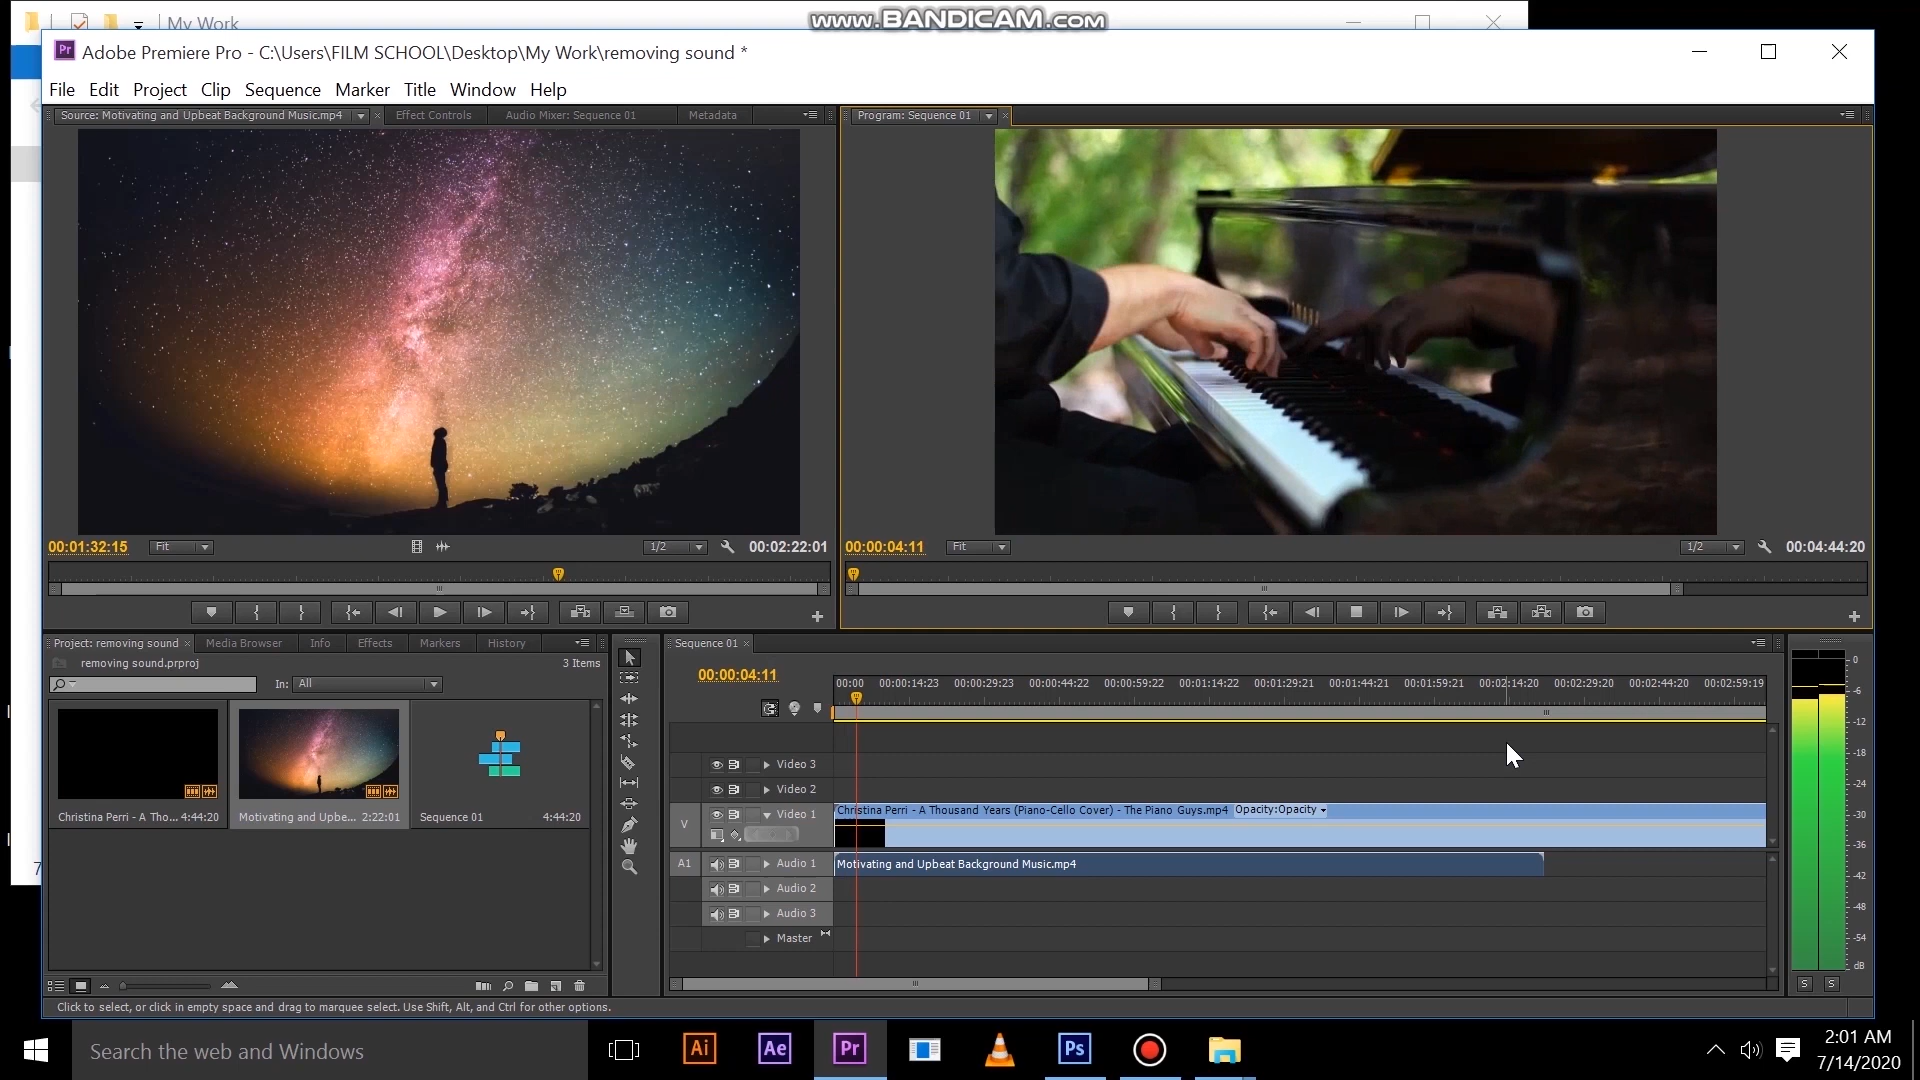 My Work
www.BANDICAM.com
Pr Adobe Premiere Pro - C:\Users\FILM SCHOOL\Desktop\My Work\removing sound *
File Edit Project Clip Sequence Marker Title Window Help
Source: Motivating and Upbeat Background Music.mp4 Effect Controls Audio Mixer: Sequence 01 Metadata
Program: Sequence 01
00:01:32:15 Fit 1/2 00:02:22:01
00:00:04:11 Fit 1/2 00:04:44:20
Project: removing sound Media Browser Info Effects Markers History
removing sound.prproj 3 Items
In: All
Christina Perri - A Tho... 4:44:20
Motivating and Upbe... 2:22:01
Sequence 01 4:44:20
Sequence 01
00:00:04:11
00:00 00:00:14:23 00:00:29:23 00:00:44:22 00:00:59:22 00:01:14:22 00:01:29:21 00:01:44:21 00:01:59:21 00:02:14:20 00:02:29:20 00:02:44:20 00:02:59:19
Video 3
Video 2
V Video 1 Christina Perri - A Thousand Years (Piano-Cello Cover) - The Piano Guys.mp4 Opacity:Opacity
A1 Audio 1 Motivating and Upbeat Background Music.mp4
Audio 2
Audio 3
Master
0
-6
-12
-18
-24
-30
-36
-42
-48
-54
dB
S S
Click to select, or click in empty space and drag to marquee select. Use Shift, Alt, and Ctrl for other options.
7
Search the web and Windows
Ai Ae Pr Ps
2:01 AM
7/14/2020